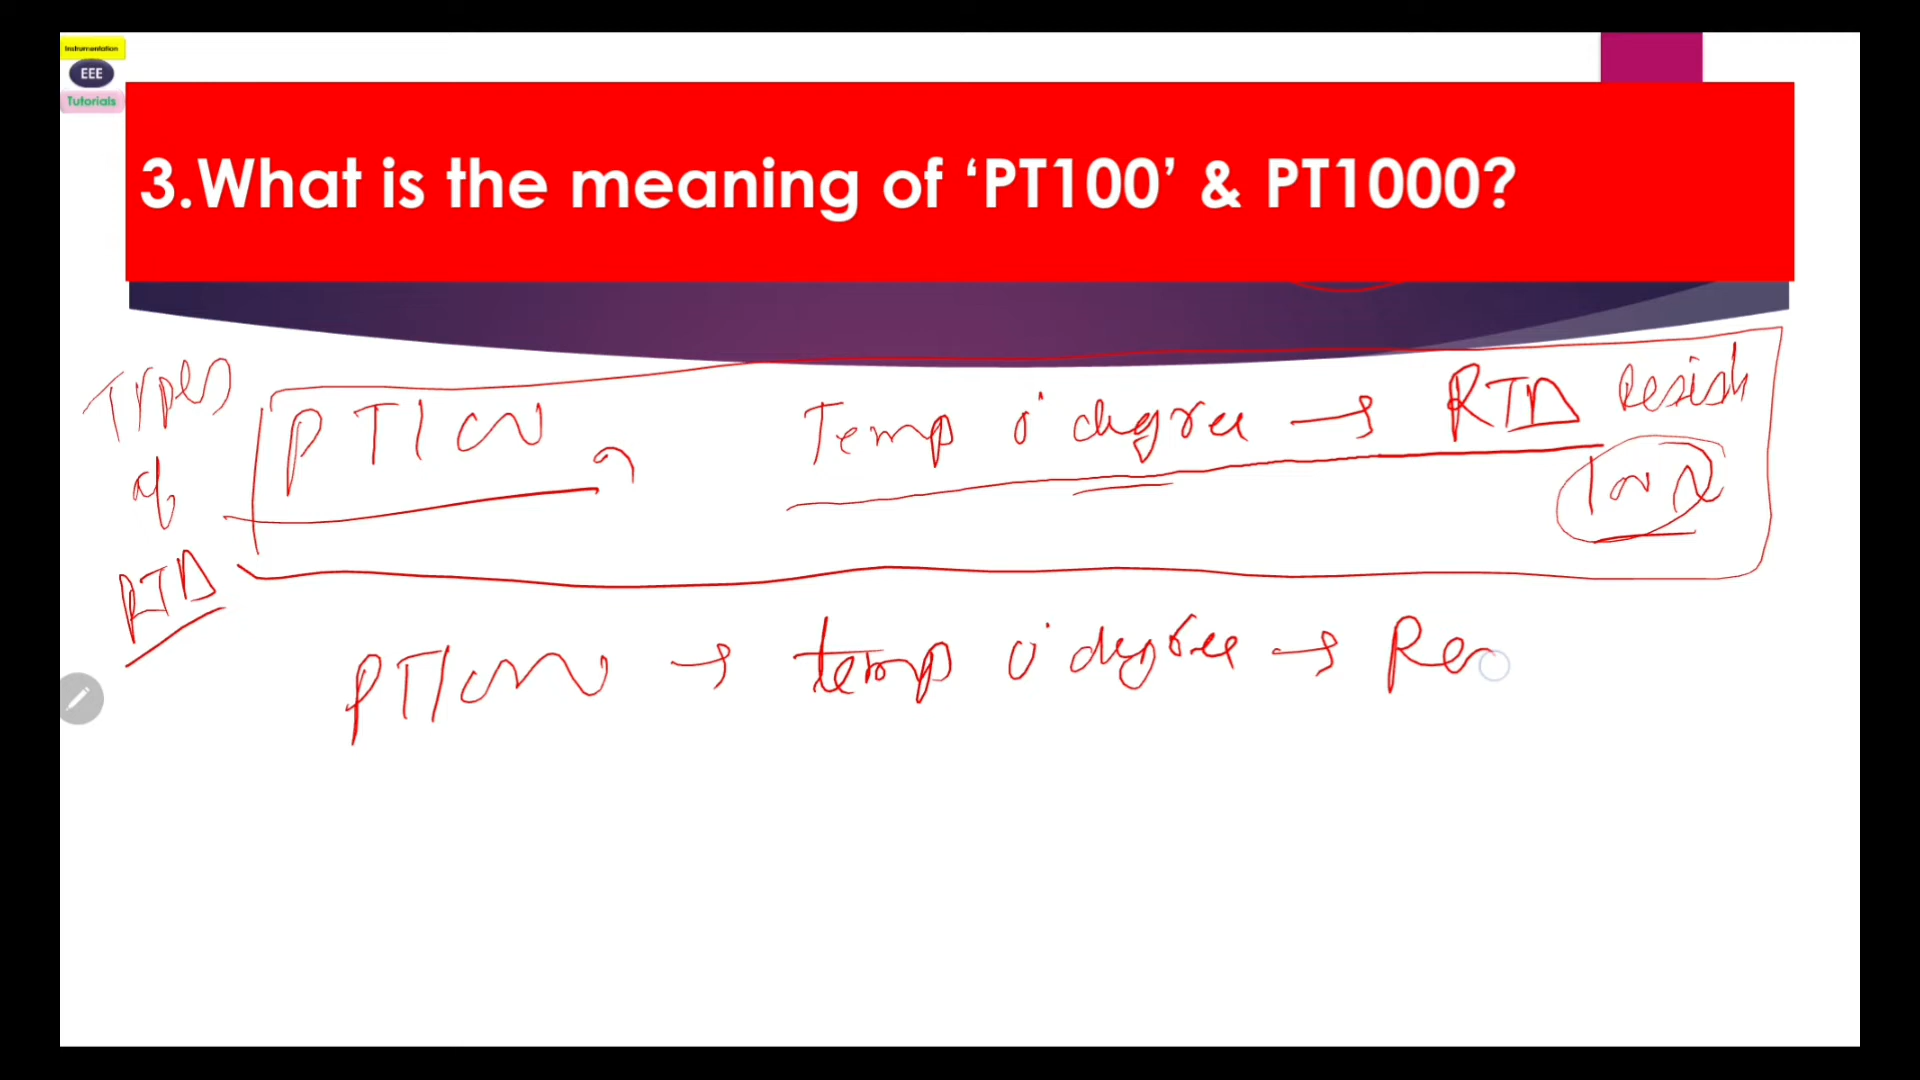 Instrumentation
EEE
Tutorials
3.What is the meaning of ‘PT100’ & PT1000?
Types of RTD
PT100
Temp 0° degree → RTD
100 Ω
PT1000 → temp 0° degree → Re